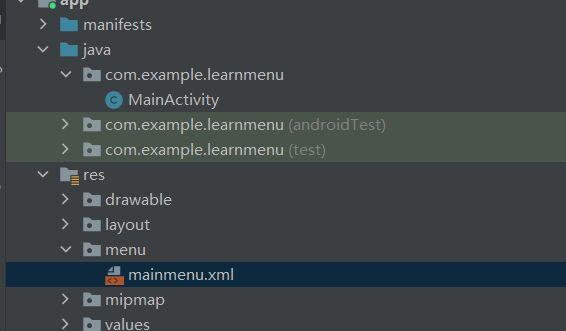 app
manifests
java
com.example.learnmenu
MainActivity
com.example.learnmenu (androidTest)
com.example.learnmenu (test)
res
drawable
layout
menu
mainmenu.xml
mipmap
values